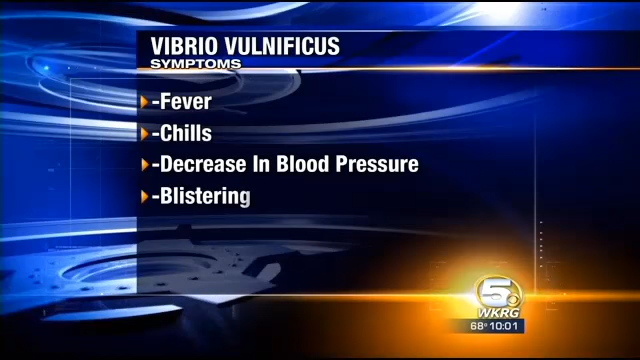 VIBRIO VULNIFICUS
SYMPTOMS
-Fever
-Chills
-Decrease In Blood Pressure
-Blistering
5
WKRG
68° 10:01